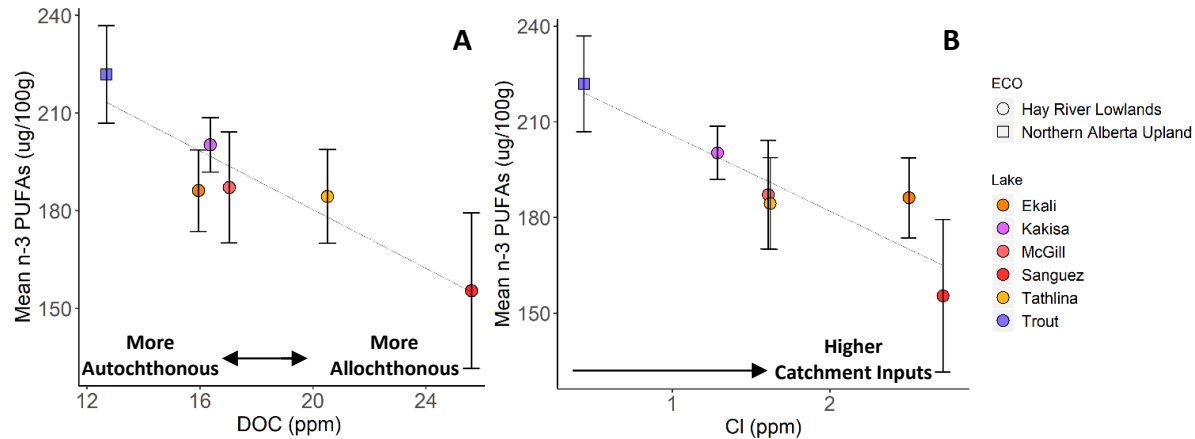 A
Mean n-3 PUFAs (ug/100g)
240
210
180
150
More
Autochthonous
More
Allochthonous
12
16
20
24
DOC (ppm)
B
Mean n-3 PUFAs (ug/100g)
240
210
180
150
Higher
Catchment Inputs
1
2
Cl (ppm)
ECO
Hay River Lowlands
Northern Alberta Upland
Lake
Ekali
Kakisa
McGill
Sanguez
Tathlina
Trout